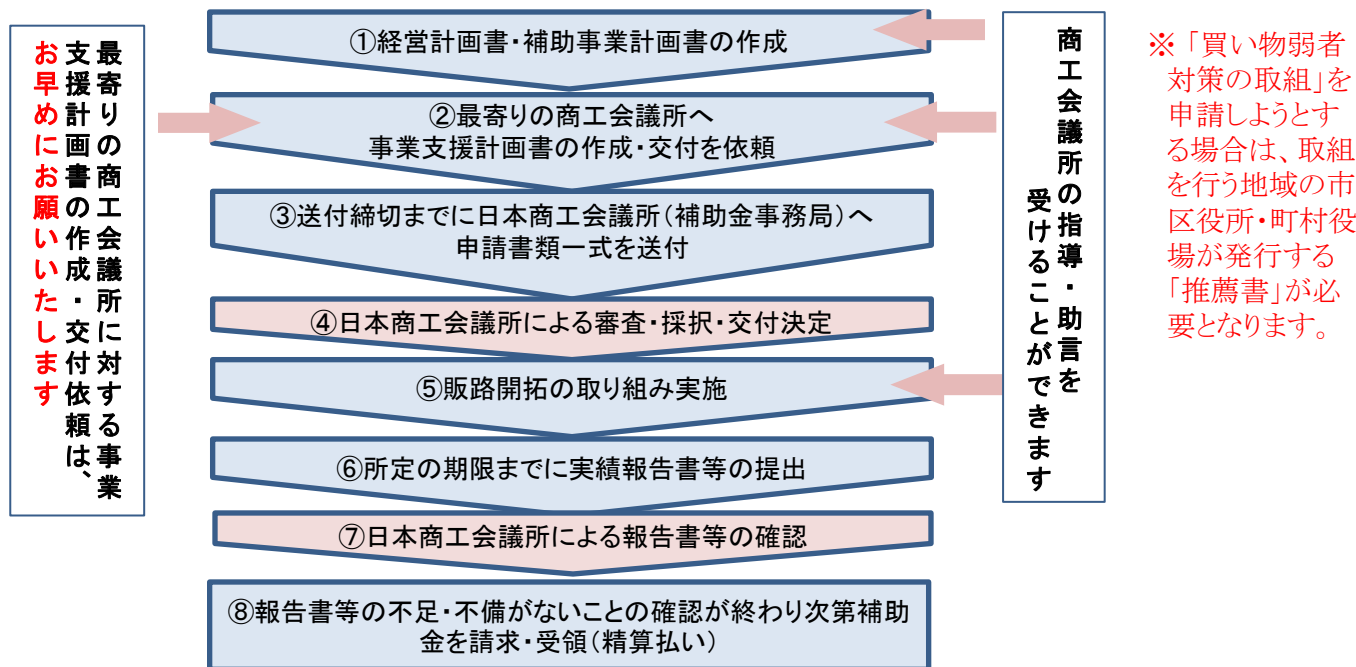 最寄りの商工会議所に対する事業
支援計画書の作成・交付依頼は、
お早めにお願いいたします
①経営計画書・補助事業計画書の作成
②最寄りの商工会議所へ
事業支援計画書の作成・交付を依頼
③送付締切までに日本商工会議所(補助金事務局)へ
申請書類一式を送付
④日本商工会議所による審査・採択・交付決定
⑤販路開拓の取り組み実施
⑥所定の期限までに実績報告書等の提出
⑦日本商工会議所による報告書等の確認
⑧報告書等の不足・不備がないことの確認が終わり次第補助
金を請求・受領(精算払い)
商工会議所の指導・助言を
受けることができます
※「買い物弱者
対策の取組」を
申請しようとす
る場合は、取組
を行う地域の市
区役所・町村役
場が発行する
「推薦書」が必
要となります。